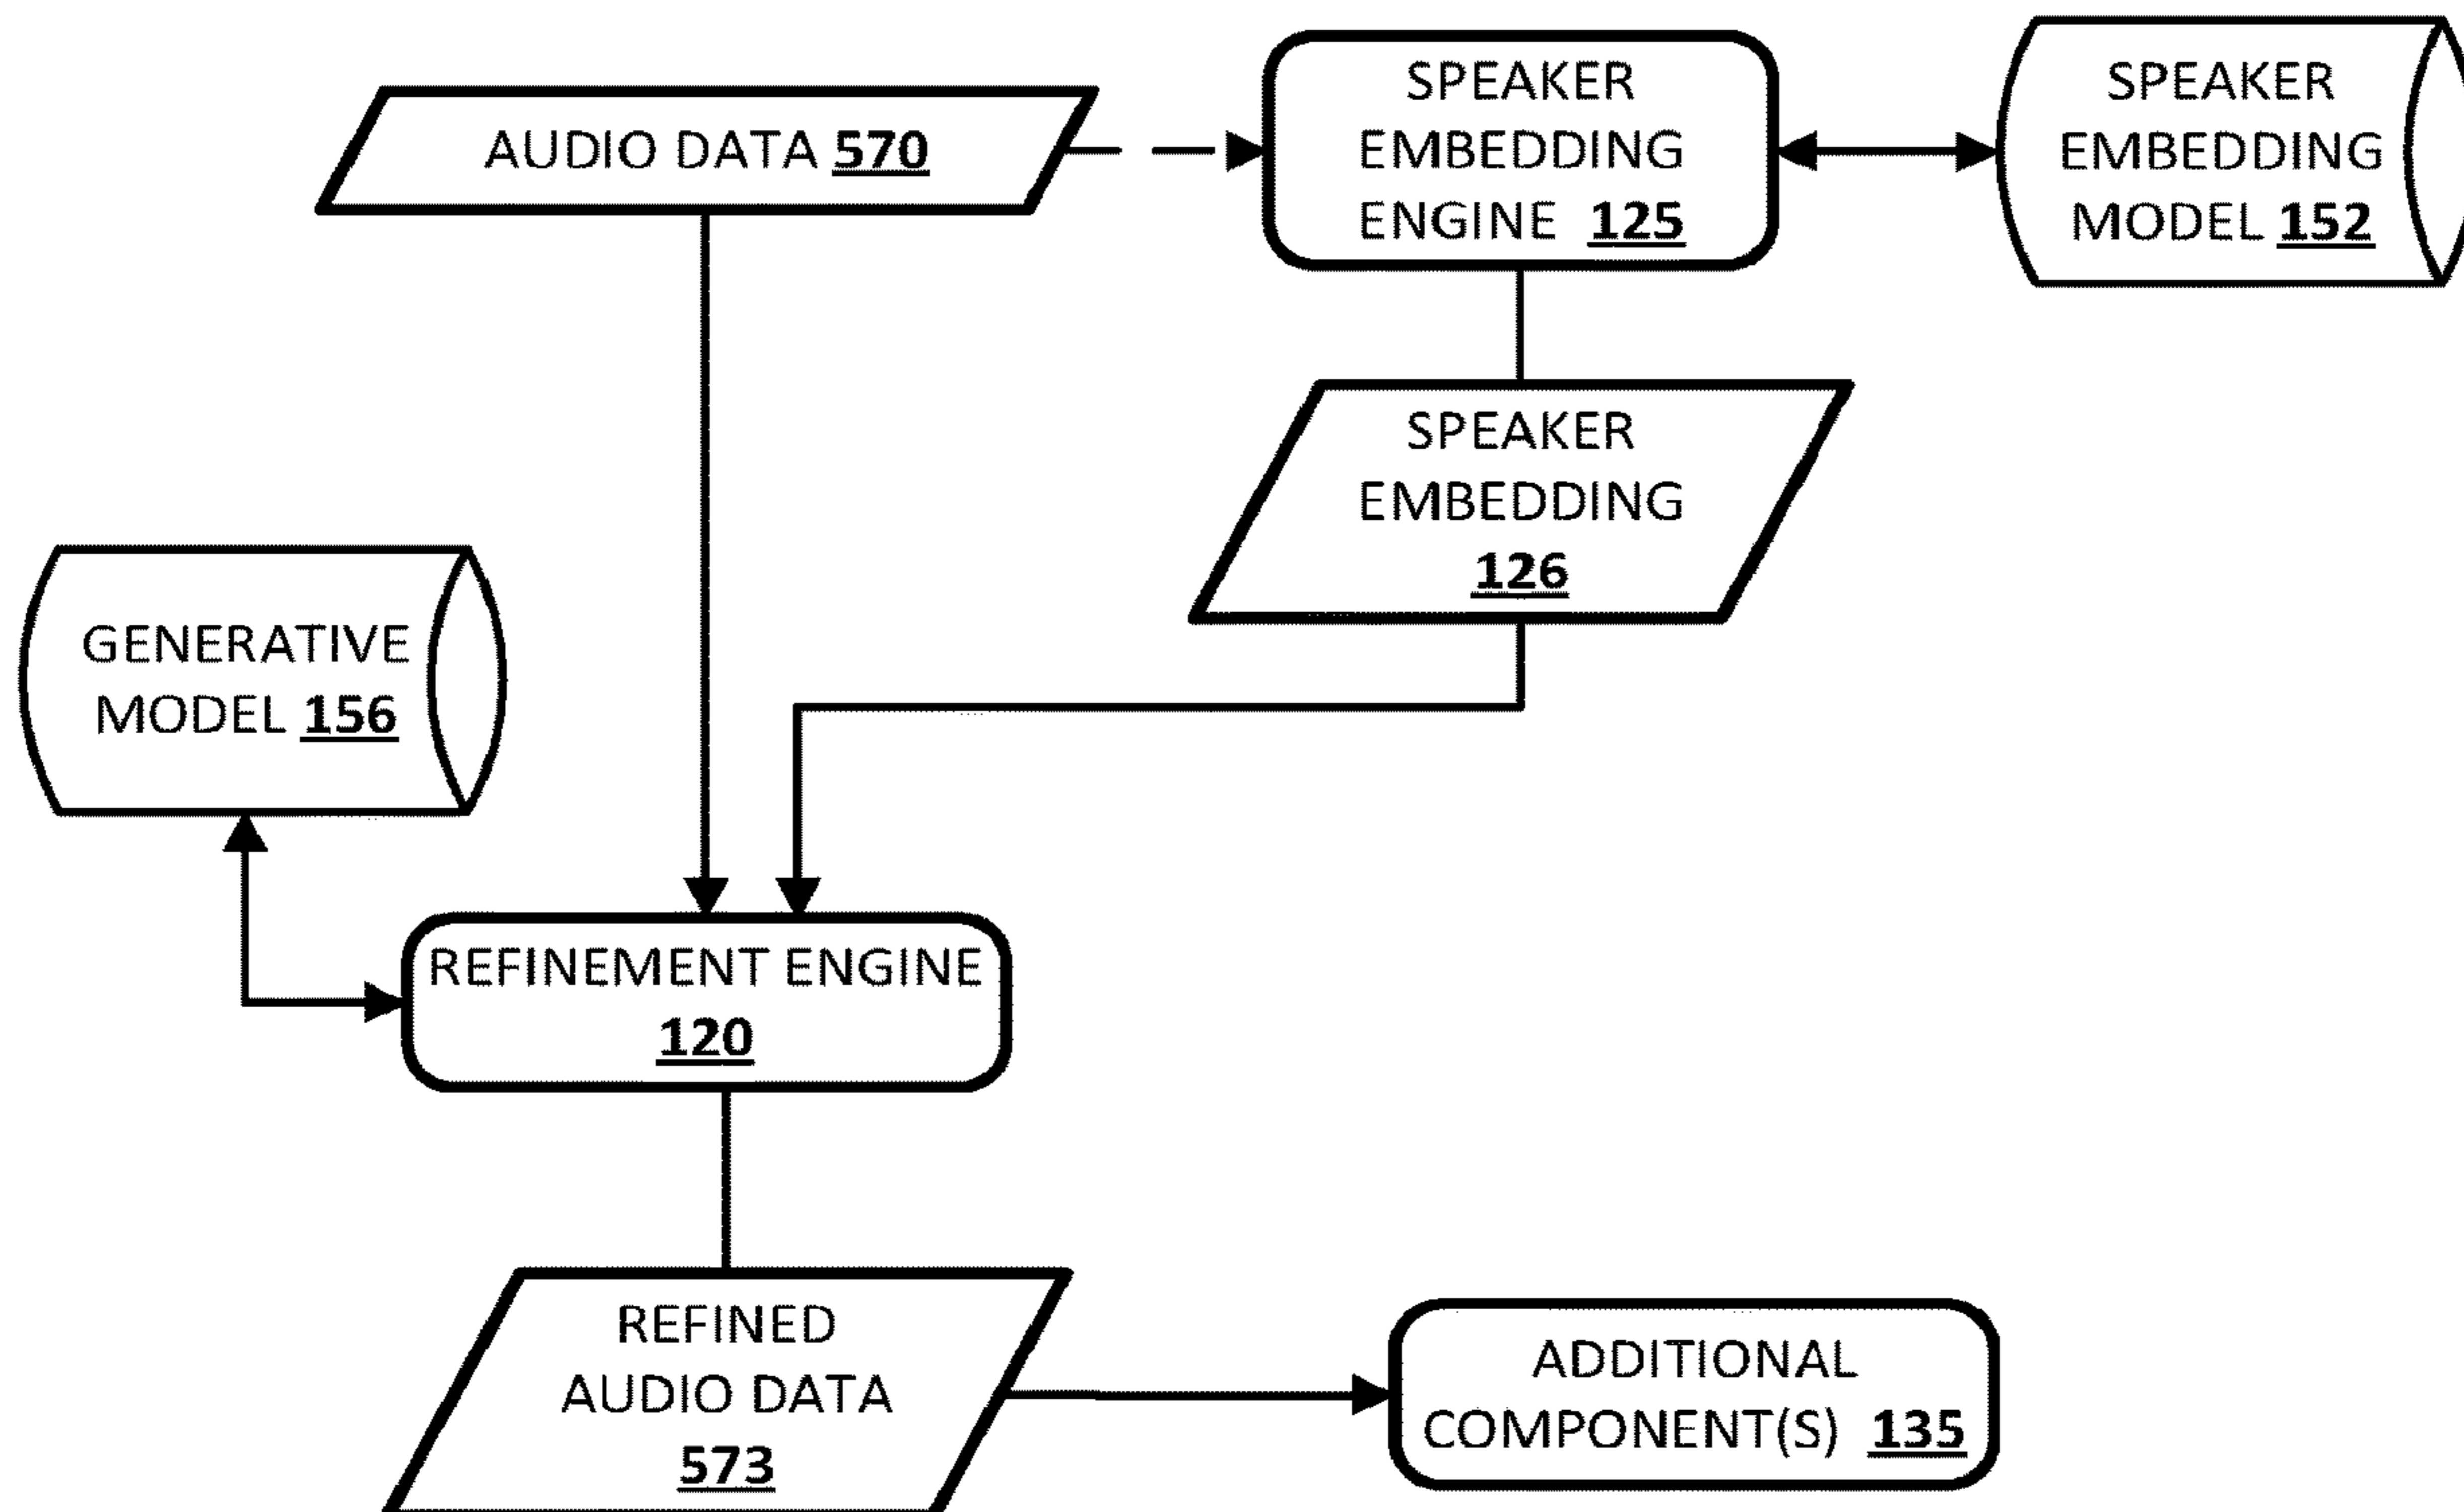 AUDIO DATA 570
SPEAKER
EMBEDDING
ENGINE 125
SPEAKER
EMBEDDING
MODEL 152
SPEAKER
EMBEDDING
126
GENERATIVE
MODEL 156
REFINEMENT ENGINE
120
REFINED
AUDIO DATA
573
ADDITIONAL
COMPONENT(S) 135